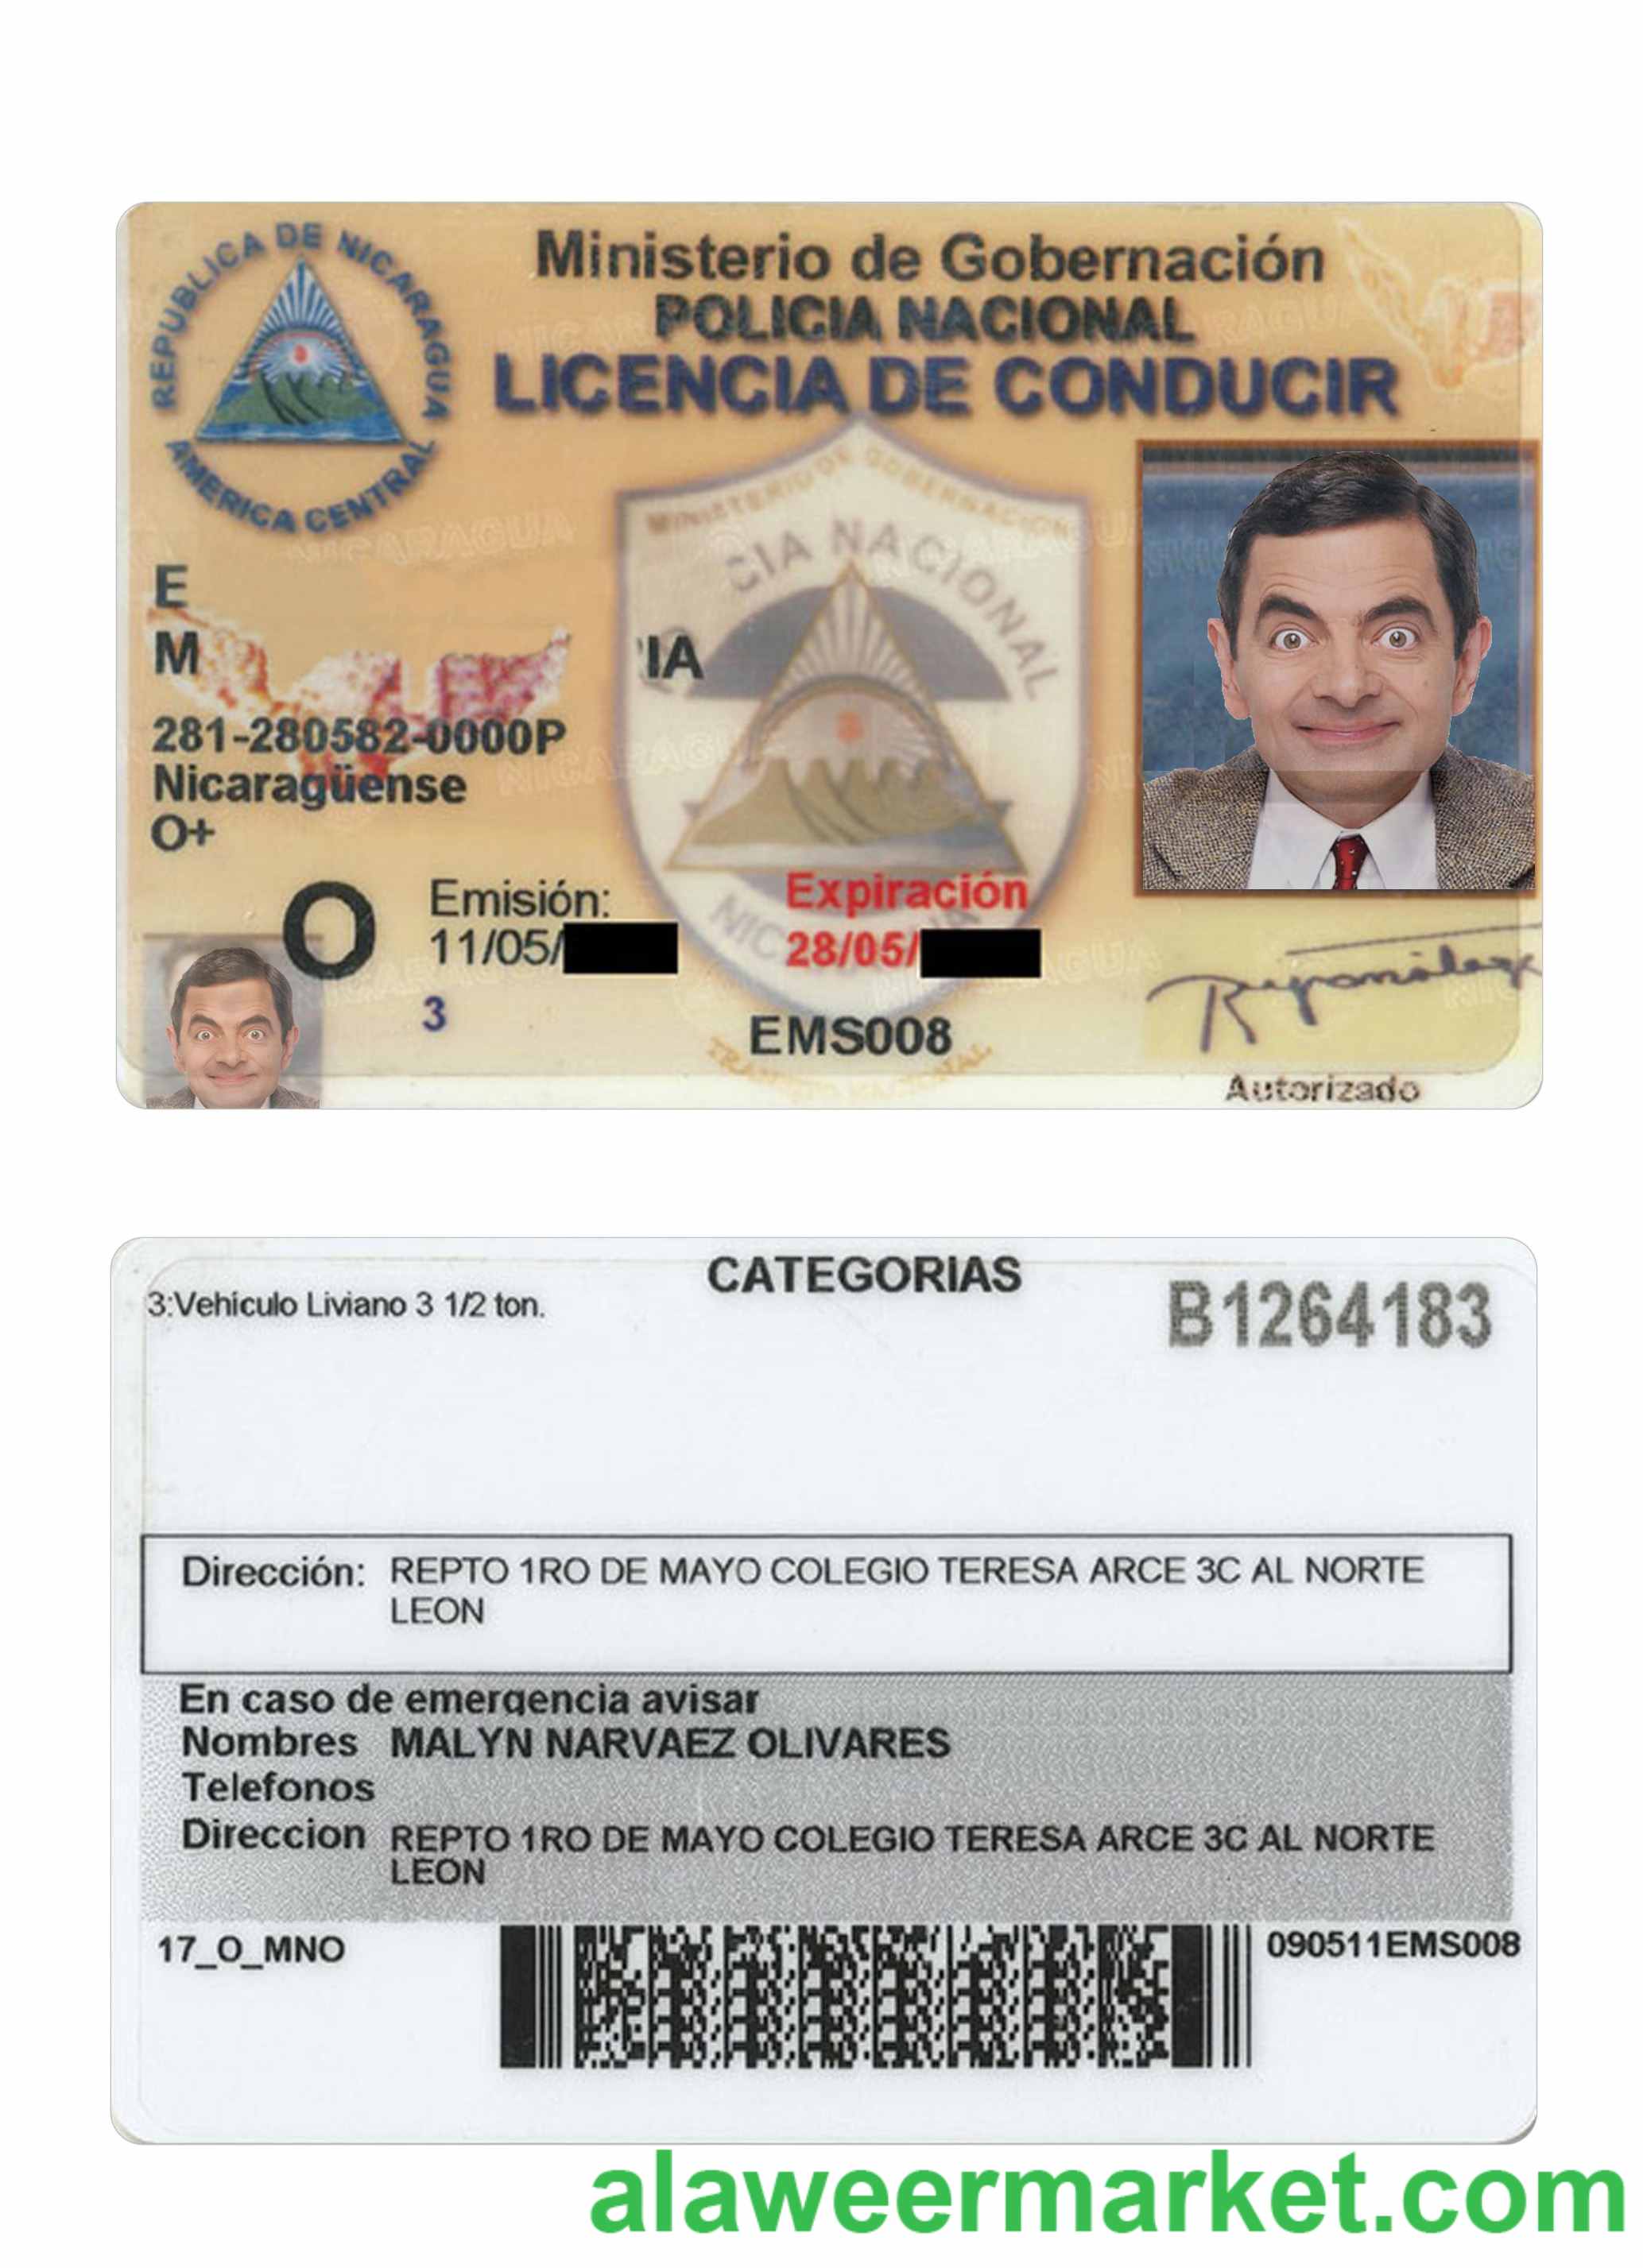 REPUBLICA DE NICARAGUA
AMERICA CENTRAL
Ministerio de Gobernación
POLICIA NACIONAL
LICENCIA DE CONDUCIR
MINISTERIO DE GOBERNACION
CIA NACIONAL
NICARAGUA
E
M IA
281-280582-0000P
Nicaragüense
O+
O
Emisión: Expiración
11/05/ 28/05/
3
EMS008
TRANSITO NACIONAL
Autorizado
CATEGORIAS
3:Vehiculo Liviano 3 1/2 ton.
B1264183
Dirección: REPTO 1RO DE MAYO COLEGIO TERESA ARCE 3C AL NORTE
LEON
En caso de emergencia avisar
Nombres MALYN NARVAEZ OLIVARES
Telefonos
Direccion REPTO 1RO DE MAYO COLEGIO TERESA ARCE 3C AL NORTE
LEON
17_O_MNO 090511EMS008
alaweermarket.com